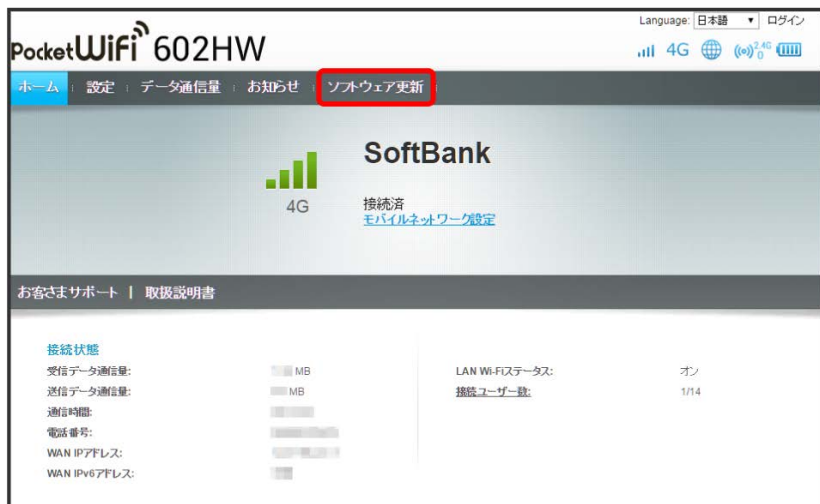 Language: 日本語 ログイン
PocketWiFi 602HW
4G 2.4G 0
ホーム 設定 データ通信量 お知らせ ソフトウェア更新
SoftBank
4G
接続済
モバイルネットワーク設定
お客さまサポート | 取扱説明書
接続状態
受信データ通信量: MB LAN Wi-Fiステータス: オン
送信データ通信量: MB 接続ユーザー数: 1/14
通信時間:
電話番号:
WAN IPアドレス:
WAN IPv6アドレス: